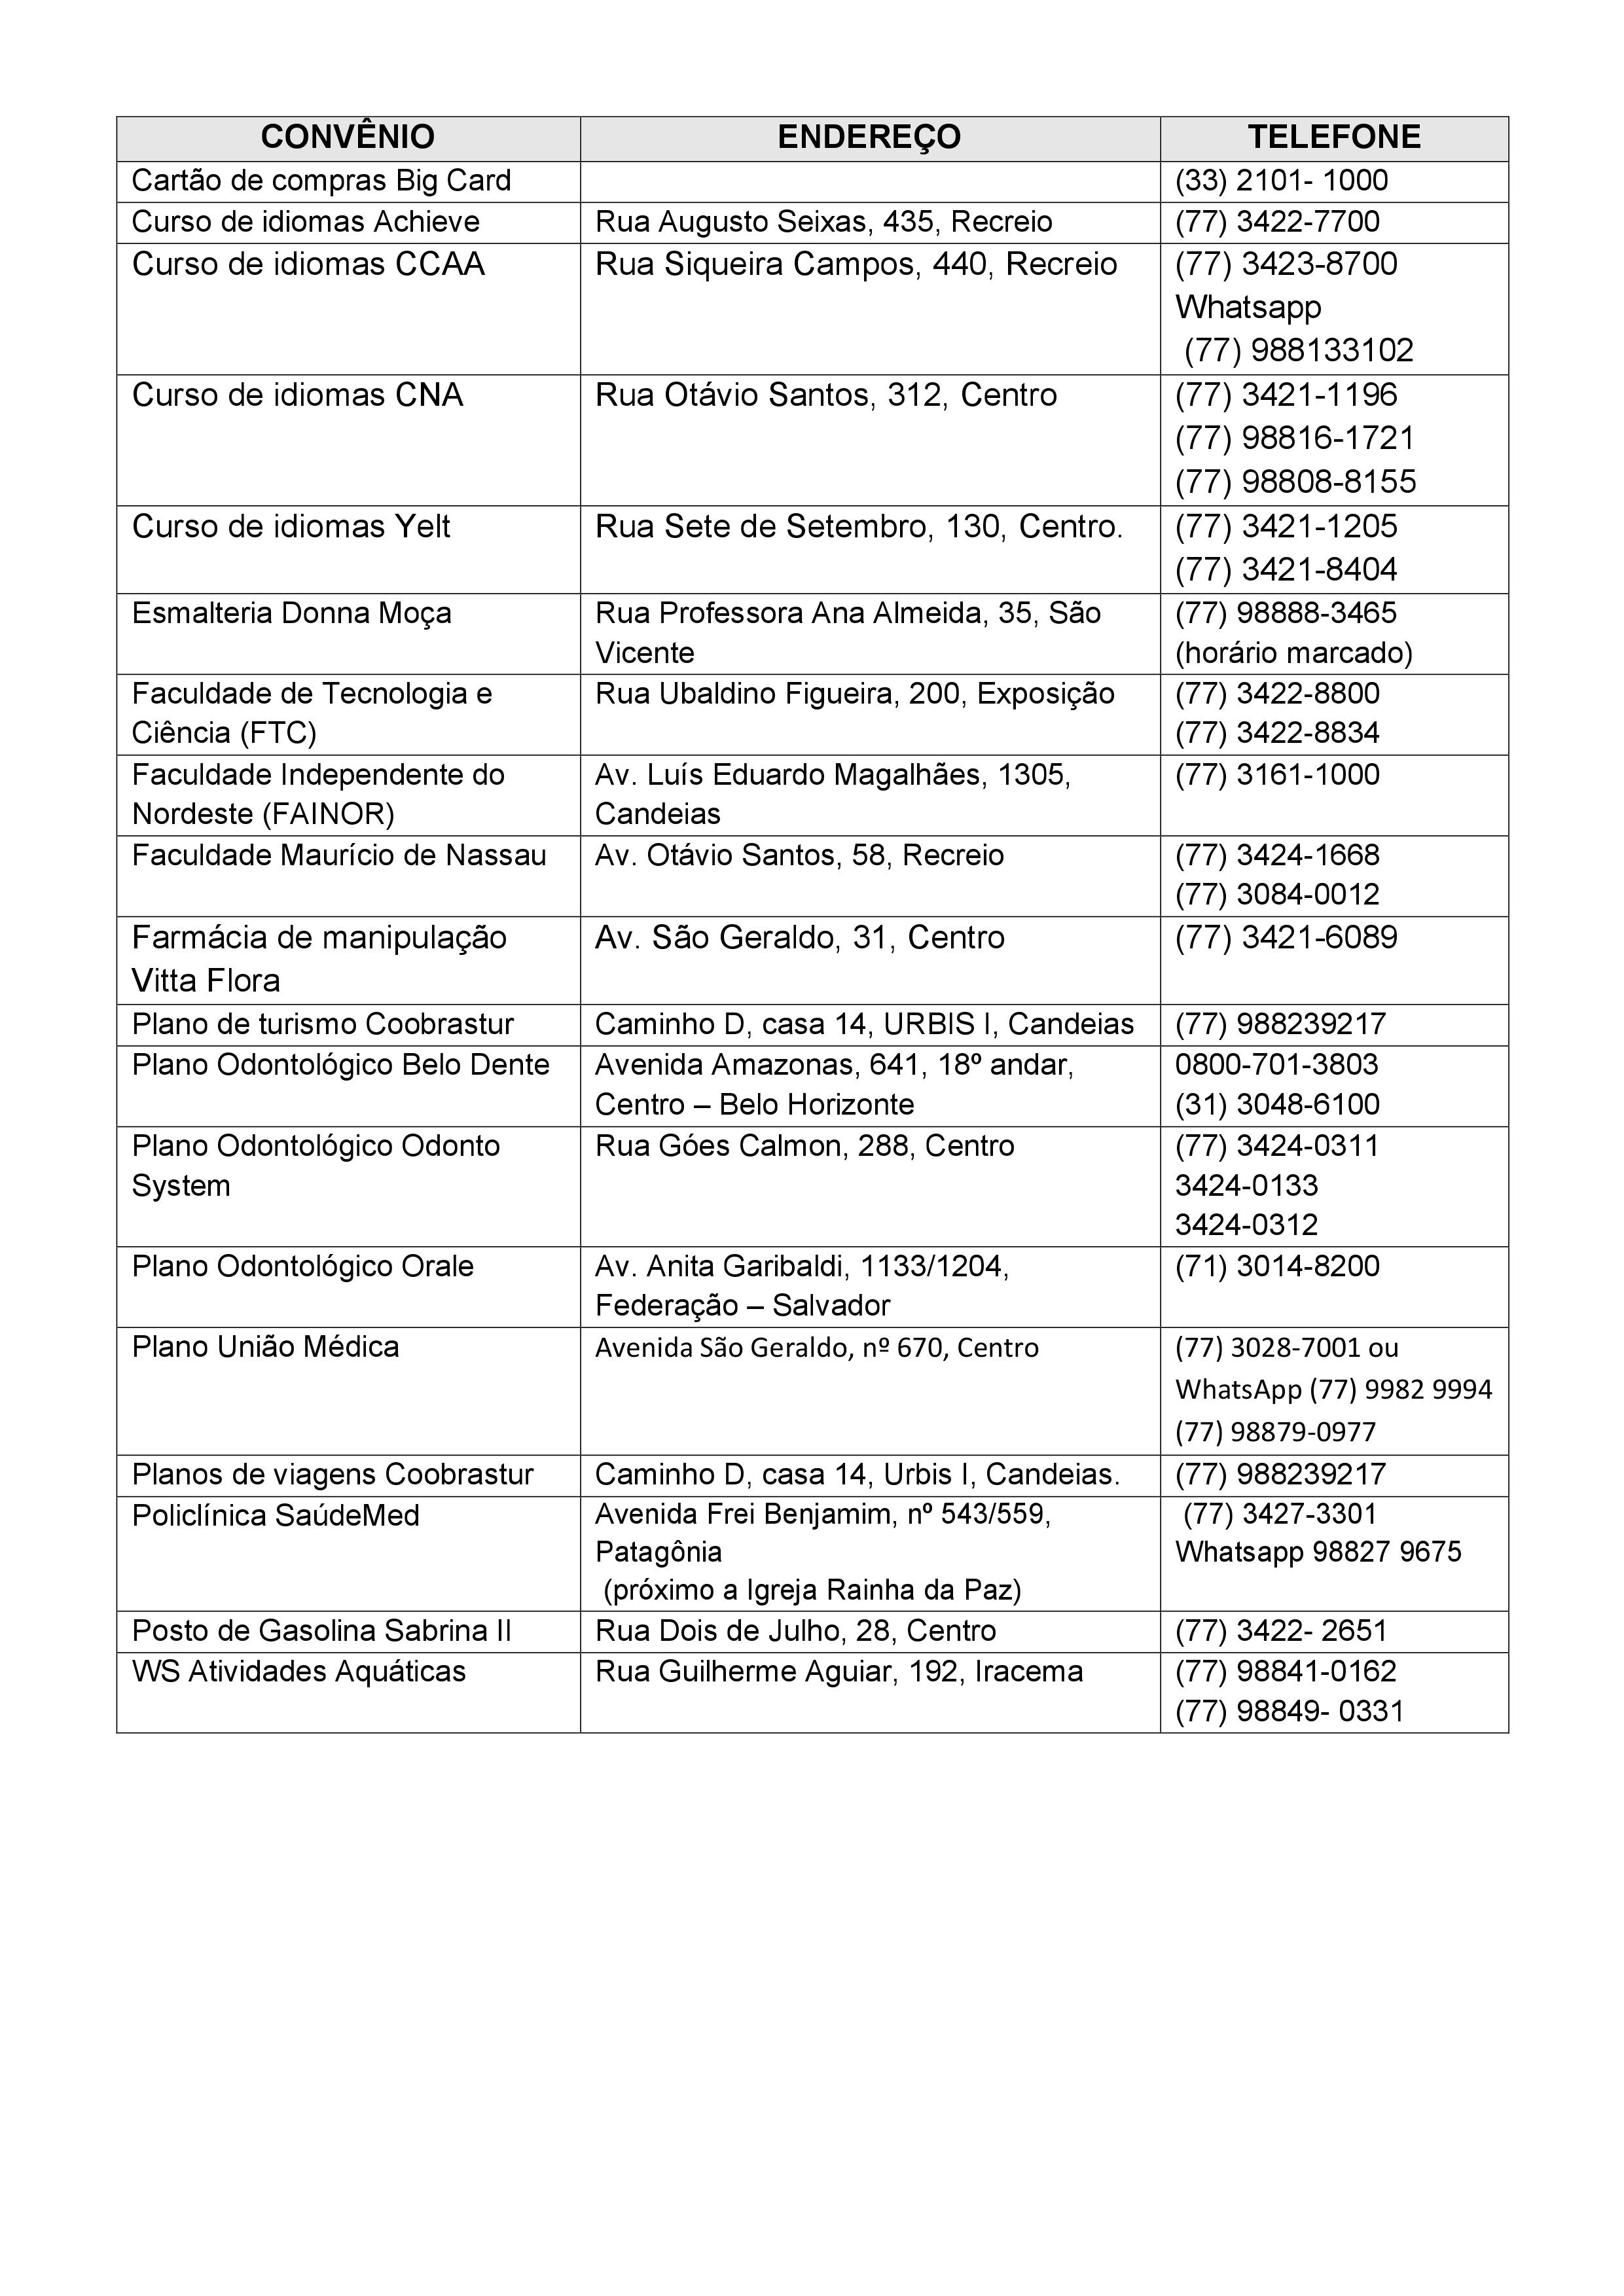 CONVÊNIO ENDEREÇO TELEFONE
Cartão de compras Big Card (33) 2101- 1000
Curso de idiomas Achieve Rua Augusto Seixas, 435, Recreio (77) 3422-7700
Curso de idiomas CCAA Rua Siqueira Campos, 440, Recreio (77) 3423-8700
Whatsapp
(77) 988133102
Curso de idiomas CNA Rua Otávio Santos, 312, Centro (77) 3421-1196
(77) 98816-1721
(77) 98808-8155
Curso de idiomas Yelt Rua Sete de Setembro, 130, Centro. (77) 3421-1205
(77) 3421-8404
Esmalteria Donna Moça Rua Professora Ana Almeida, 35, São (77) 98888-3465
Vicente (horário marcado)
Faculdade de Tecnologia e Rua Ubaldino Figueira, 200, Exposição (77) 3422-8800
Ciência (FTC) (77) 3422-8834
Faculdade Independente do Av. Luís Eduardo Magalhães, 1305, (77) 3161-1000
Nordeste (FAINOR) Candeias
Faculdade Maurício de Nassau Av. Otávio Santos, 58, Recreio (77) 3424-1668
(77) 3084-0012
Farmácia de manipulação Av. São Geraldo, 31, Centro (77) 3421-6089
Vitta Flora
Plano de turismo Coobrastur Caminho D, casa 14, URBIS I, Candeias (77) 988239217
Plano Odontológico Belo Dente Avenida Amazonas, 641, 18º andar, 0800-701-3803
Centro – Belo Horizonte (31) 3048-6100
Plano Odontológico Odonto Rua Góes Calmon, 288, Centro (77) 3424-0311
System 3424-0133
3424-0312
Plano Odontológico Orale Av. Anita Garibaldi, 1133/1204, (71) 3014-8200
Federação – Salvador
Plano União Médica Avenida São Geraldo, nº 670, Centro (77) 3028-7001 ou
WhatsApp (77) 9982 9994
(77) 98879-0977
Planos de viagens Coobrastur Caminho D, casa 14, Urbis I, Candeias. (77) 988239217
Policlínica SaúdeMed Avenida Frei Benjamim, nº 543/559, (77) 3427-3301
Patagônia Whatsapp 98827 9675
(próximo a Igreja Rainha da Paz)
Posto de Gasolina Sabrina II Rua Dois de Julho, 28, Centro (77) 3422- 2651
WS Atividades Aquáticas Rua Guilherme Aguiar, 192, Iracema (77) 98841-0162
(77) 98849- 0331